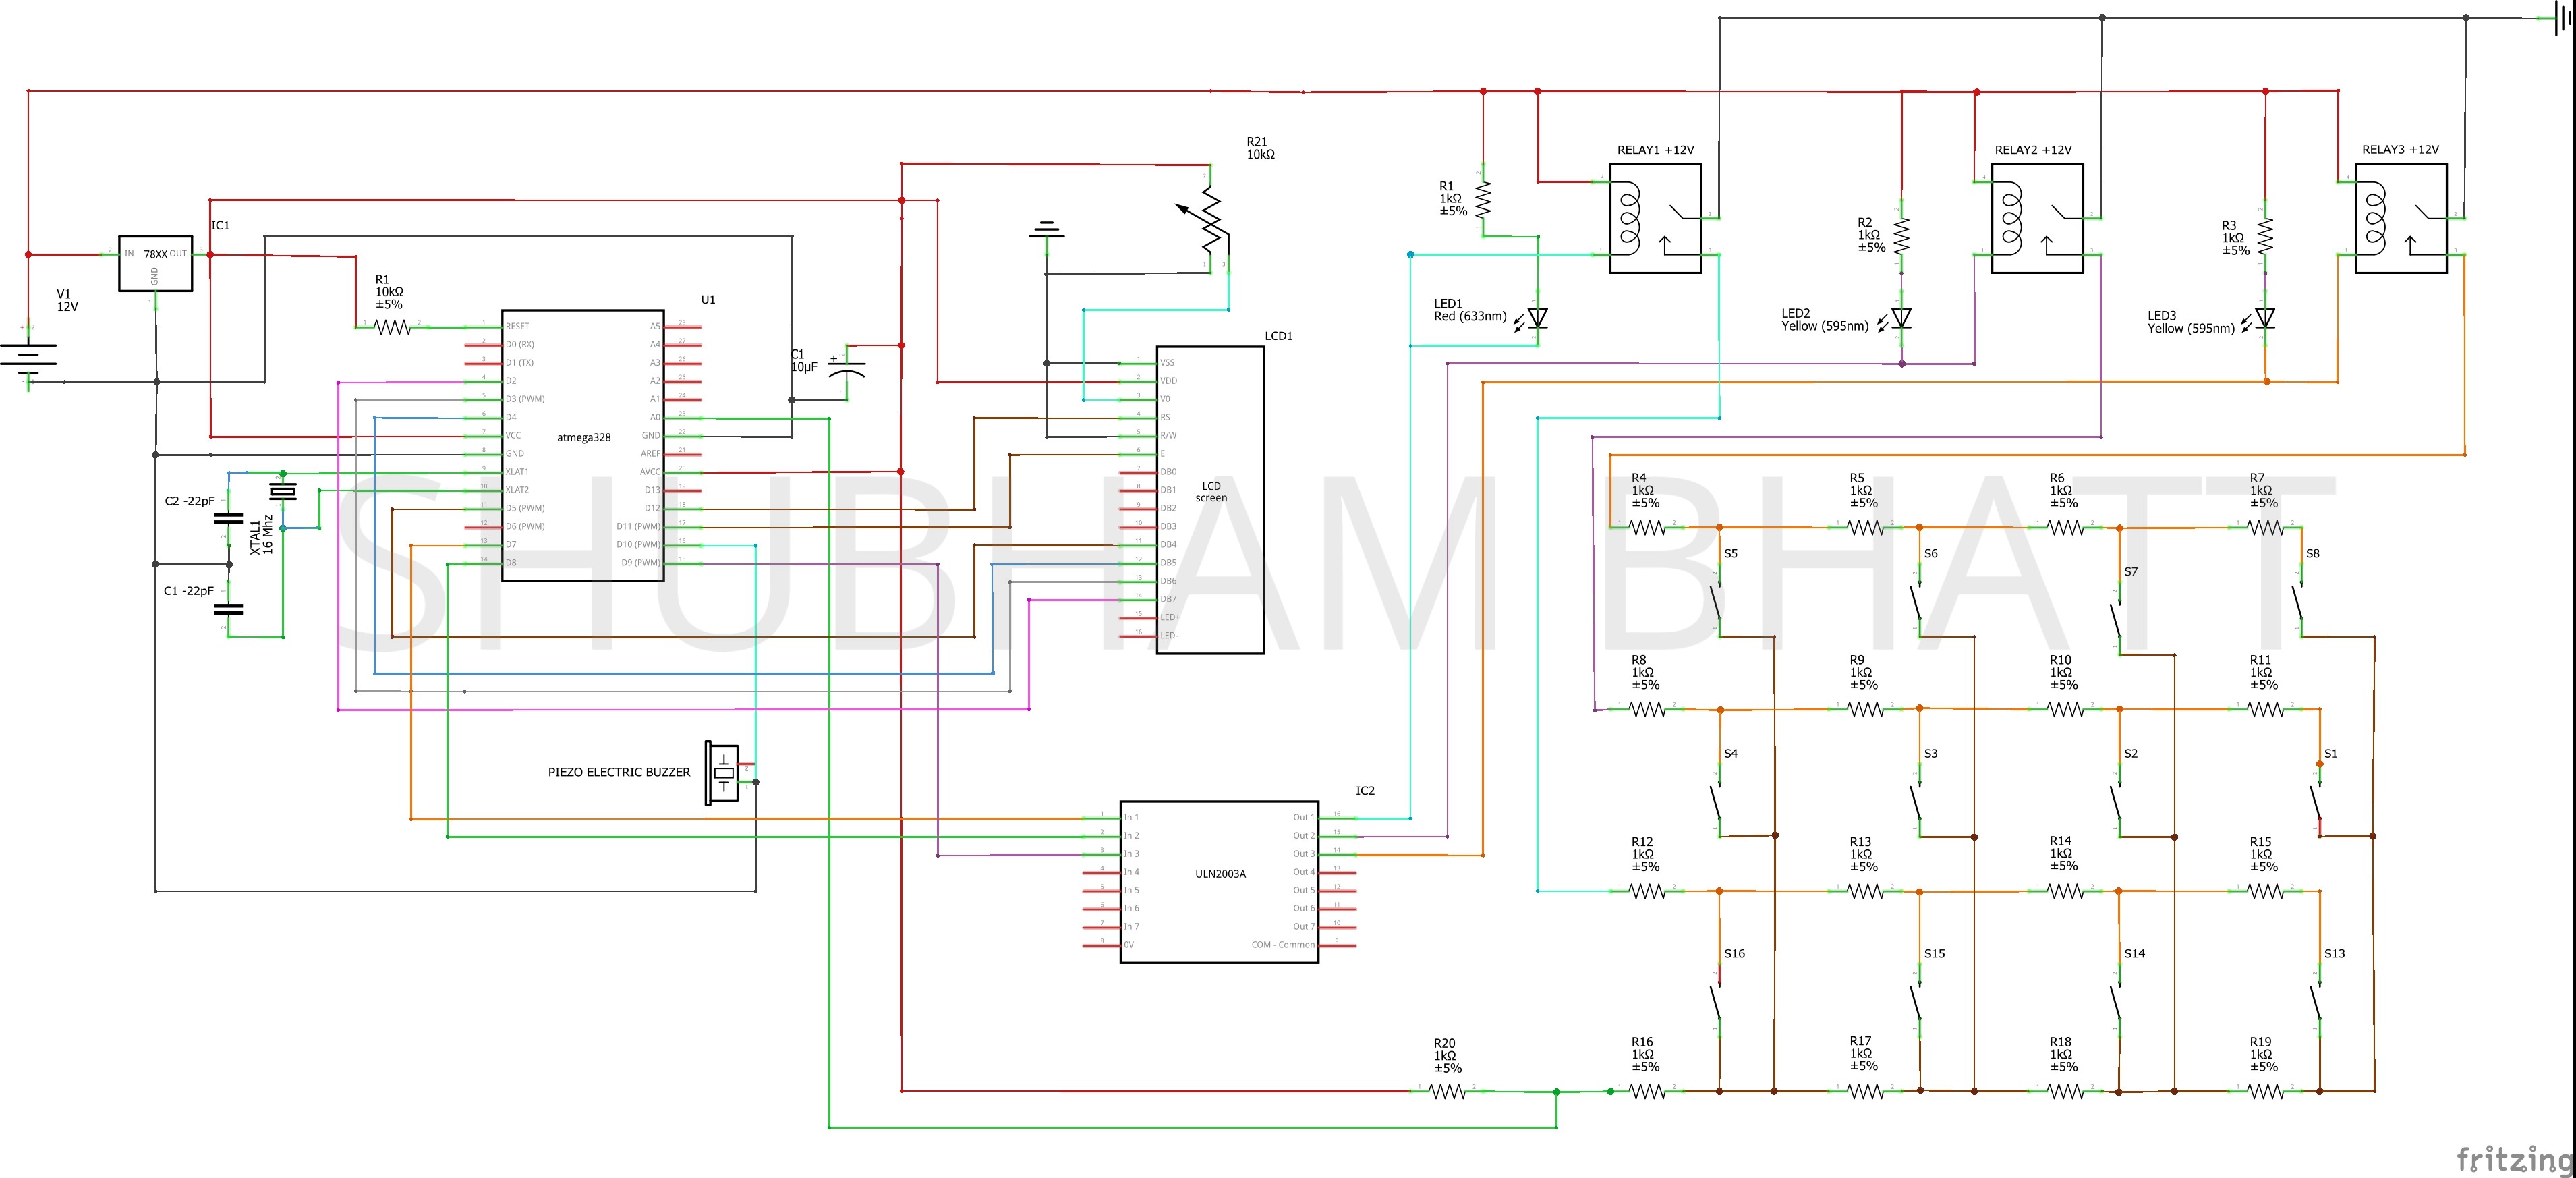 RELAY1 +12V
RELAY2 +12V
RELAY3 +12V
R21
10kΩ
R1
1kΩ
±5%
R2
1kΩ
±5%
R3
1kΩ
±5%
IC1
IN 78XX OUT
GND
V1
12V
R1
10kΩ
±5%
U1
LED1
Red (633nm)
LED2
Yellow (595nm)
LED3
Yellow (595nm)
LCD1
C1
10µF
RESET
D0 (RX)
D1 (TX)
D2
D3 (PWM)
D4
VCC
GND
XLAT1
XLAT2
D5 (PWM)
D6 (PWM)
D7
D8
atmega328
A5
A4
A3
A2
A1
A0
GND
AREF
AVCC
D13
D12
D11 (PWM)
D10 (PWM)
D9 (PWM)
VSS
VDD
V0
RS
R/W
E
DB0
DB1
DB2
DB3
DB4
DB5
DB6
DB7
LED+
LED-
LCD
screen
C2 -22pF
XTAL1
16 Mhz
C1 -22pF
SHUBHAM BHATT
R4
1kΩ
±5%
R5
1kΩ
±5%
R6
1kΩ
±5%
R7
1kΩ
±5%
S5
S6
S7
S8
R8
1kΩ
±5%
R9
1kΩ
±5%
R10
1kΩ
±5%
R11
1kΩ
±5%
S4
S3
S2
S1
PIEZO ELECTRIC BUZZER
IC2
In 1
In 2
In 3
In 4
In 5
In 6
In 7
0V
ULN2003A
Out 1
Out 2
Out 3
Out 4
Out 5
Out 6
Out 7
COM - Common
R12
1kΩ
±5%
R13
1kΩ
±5%
R14
1kΩ
±5%
R15
1kΩ
±5%
S16
S15
S14
S13
R20
1kΩ
±5%
R16
1kΩ
±5%
R17
1kΩ
±5%
R18
1kΩ
±5%
R19
1kΩ
±5%
fritzing